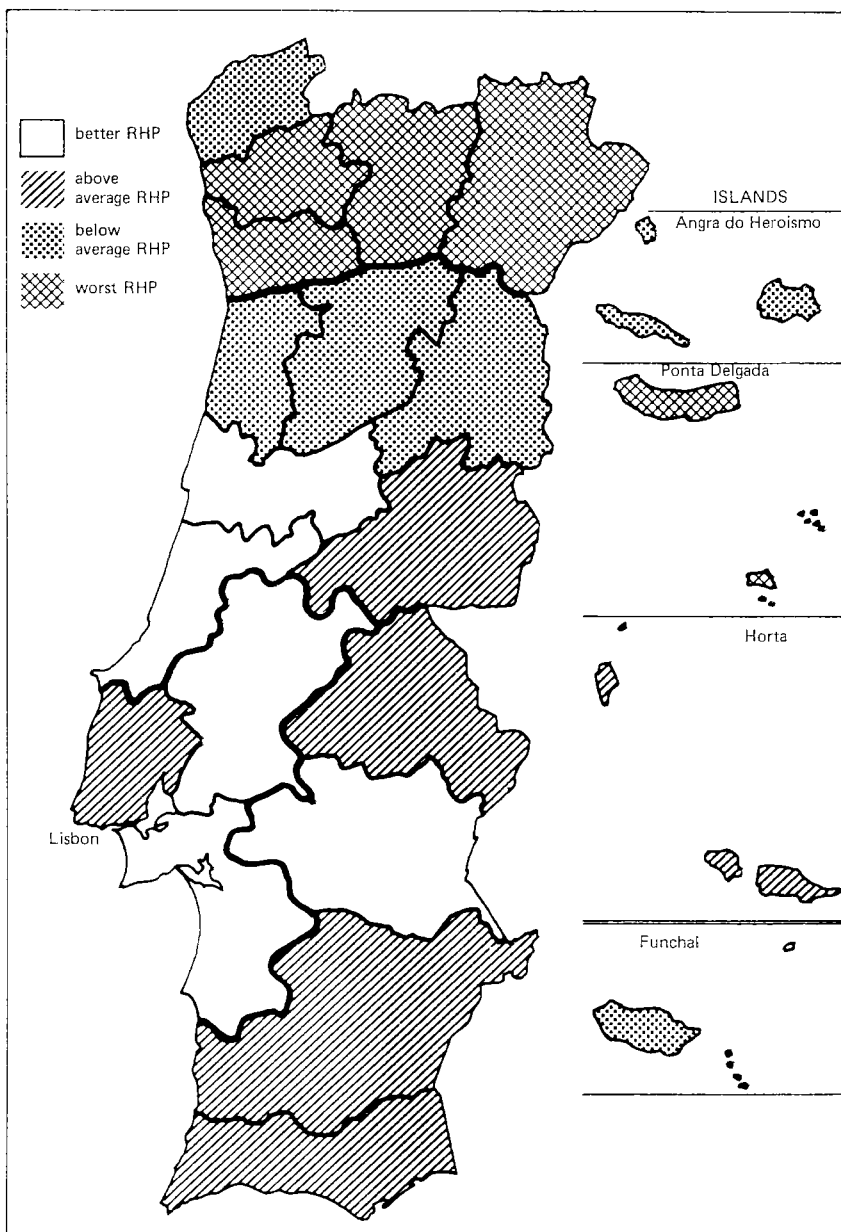 better RHP
above
average RHP
below
average RHP
worst RHP
ISLANDS
Angra do Heroismo
Ponta Delgada
Horta
Lisbon
Funchal